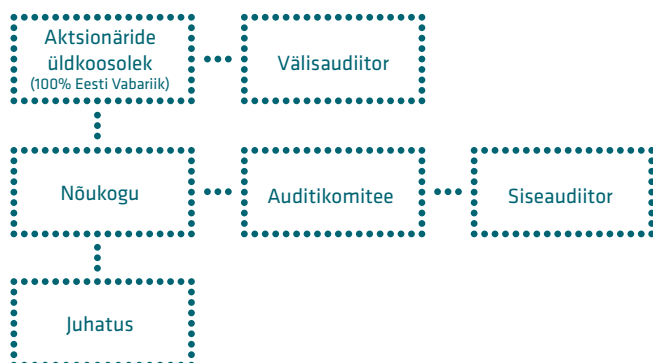 Aktsionäride
üldkoosolek
(100% Eesti Vabariik)
Välisaudiitor
Nõukogu
Auditikomitee
Siseaudiitor
Juhatus